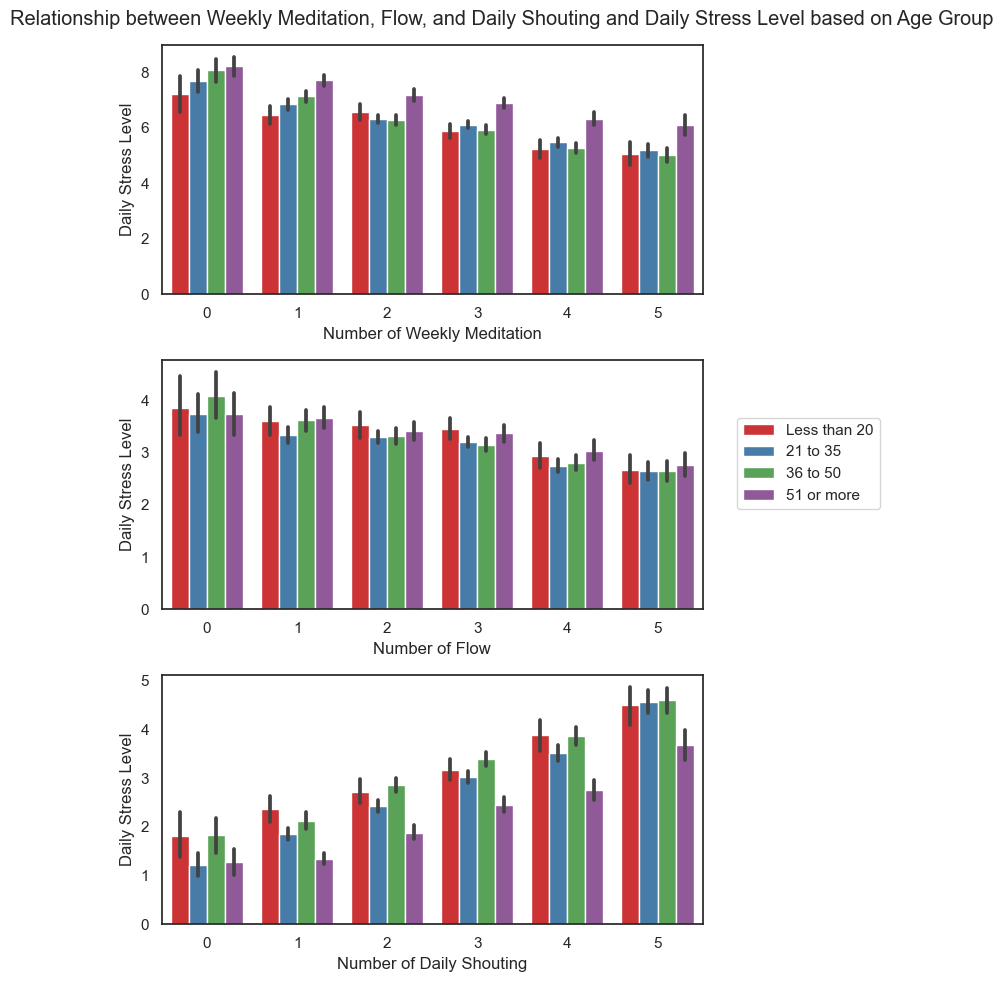 Relationship between Weekly Meditation, Flow, and Daily Shouting and Daily Stress Level based on Age Group
8
6
4
2
0
Daily Stress Level
0 1 2 3 4 5
Number of Weekly Meditation
4
3
2
1
0
Daily Stress Level
0 1 2 3 4 5
Number of Flow
Less than 20
21 to 35
36 to 50
51 or more
5
4
3
2
1
0
Daily Stress Level
0 1 2 3 4 5
Number of Daily Shouting